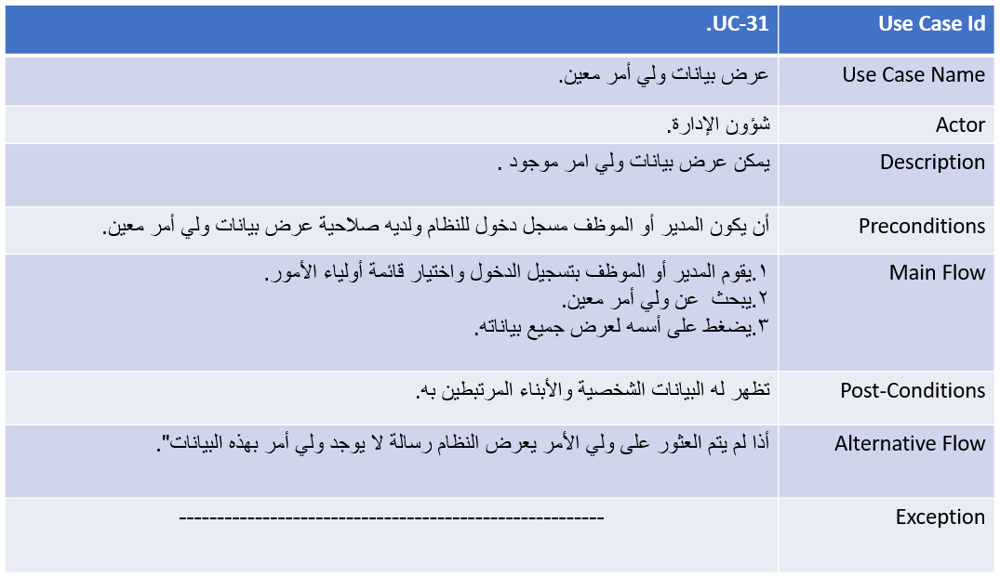 Use Case Id UC-31.
Use Case Name عرض بيانات ولي أمر معين.
Actor شؤون الإدارة.
Description يمكن عرض بيانات ولي امر موجود .
Preconditions أن يكون المدير أو الموظف مسجل دخول للنظام ولديه صلاحية عرض بيانات ولي أمر معين.
Main Flow ١.يقوم المدير أو الموظف بتسجيل الدخول واختيار قائمة أولياء الأمور.
٢.يبحث  عن ولي أمر معين.
٣.يضغط على أسمه لعرض جميع بياناته.
Post-Conditions تظهر له البيانات الشخصية والأبناء المرتبطين به.
Alternative Flow أذا لم يتم العثور على ولي الأمر يعرض النظام رسالة لا يوجد ولي أمر بهذه البيانات".
Exception --------------------------------------------------------